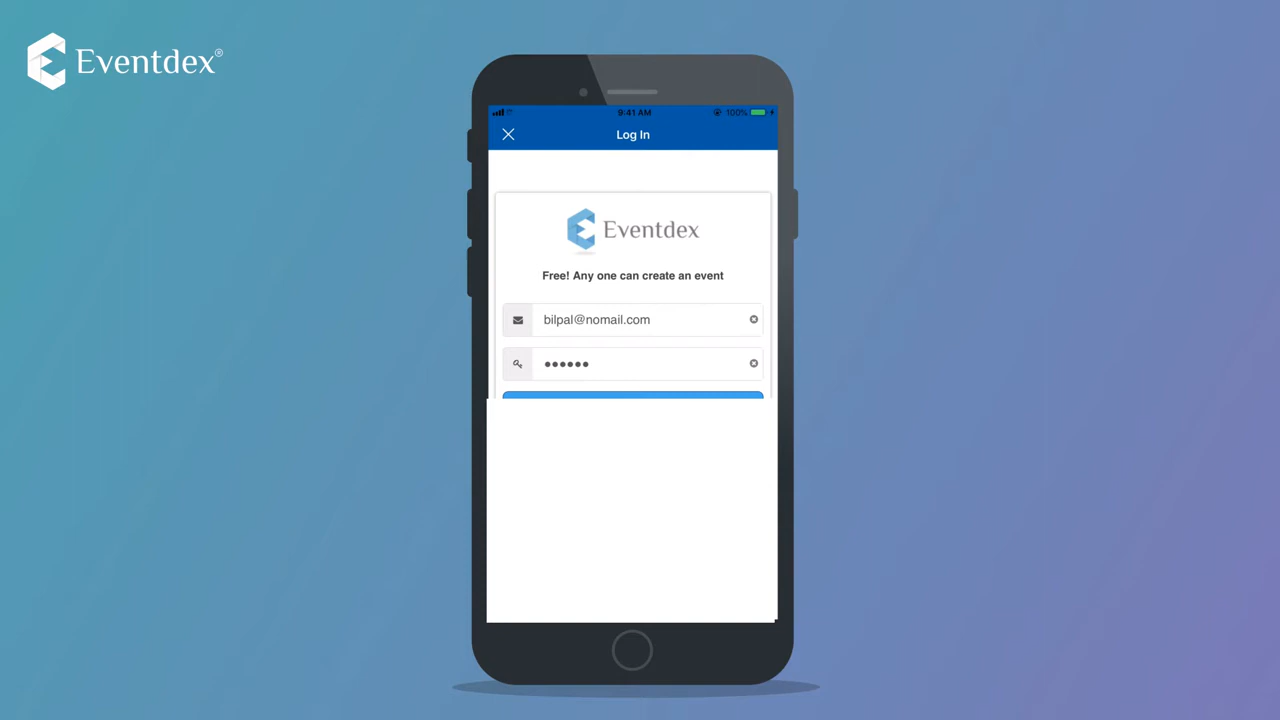 Eventdex®
9:41 AM
100%
Log In
Eventdex
Free! Any one can create an event
bilpal@nomail.com
••••••